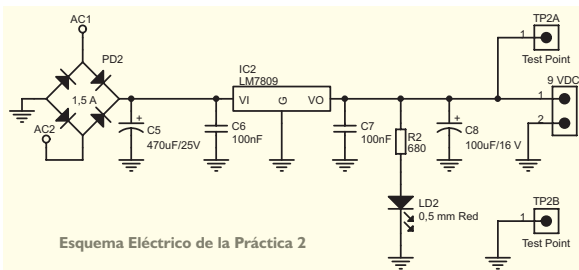 AC1
PD2
1,5 A
AC2
C5
470uF/25V
C6
100nF
IC2
LM7809
VI
G
VO
C7
100nF
R2
680
C8
100uF/16 V
LD2
0,5 mm Red
TP2A
1
Test Point
9 VDC
1
2
TP2B
1
Test Point
+
+
Esquema Eléctrico de la Práctica 2